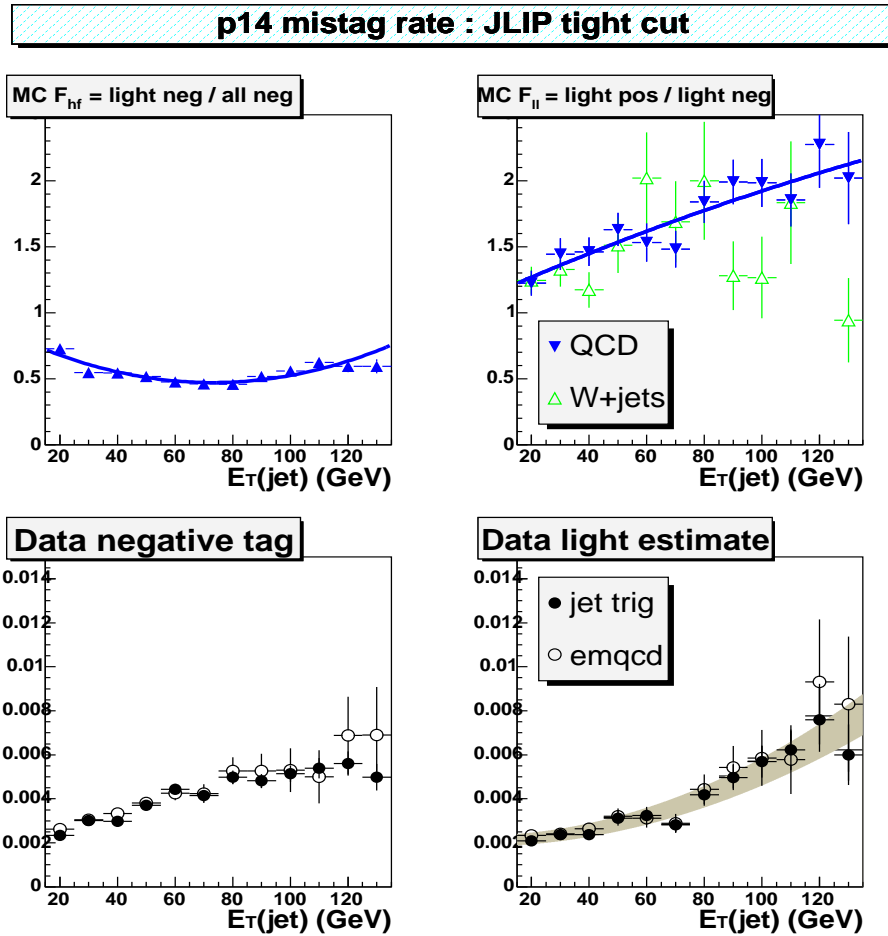 p14 mistag rate : JLIP tight cut
MC F_hf = light neg / all neg
MC F_ll = light pos / light neg
2
1.5
1
0.5
0
20 40 60 80 100 120
E_T(jet) (GeV)
2
1.5
1
0.5
0
QCD
W+jets
20 40 60 80 100 120
E_T(jet) (GeV)
Data negative tag
Data light estimate
0.014
0.012
0.01
0.008
0.006
0.004
0.002
0
20 40 60 80 100 120
E_T(jet) (GeV)
0.014
0.012
0.01
0.008
0.006
0.004
0.002
0
jet trig
emqcd
20 40 60 80 100 120
E_T(jet) (GeV)